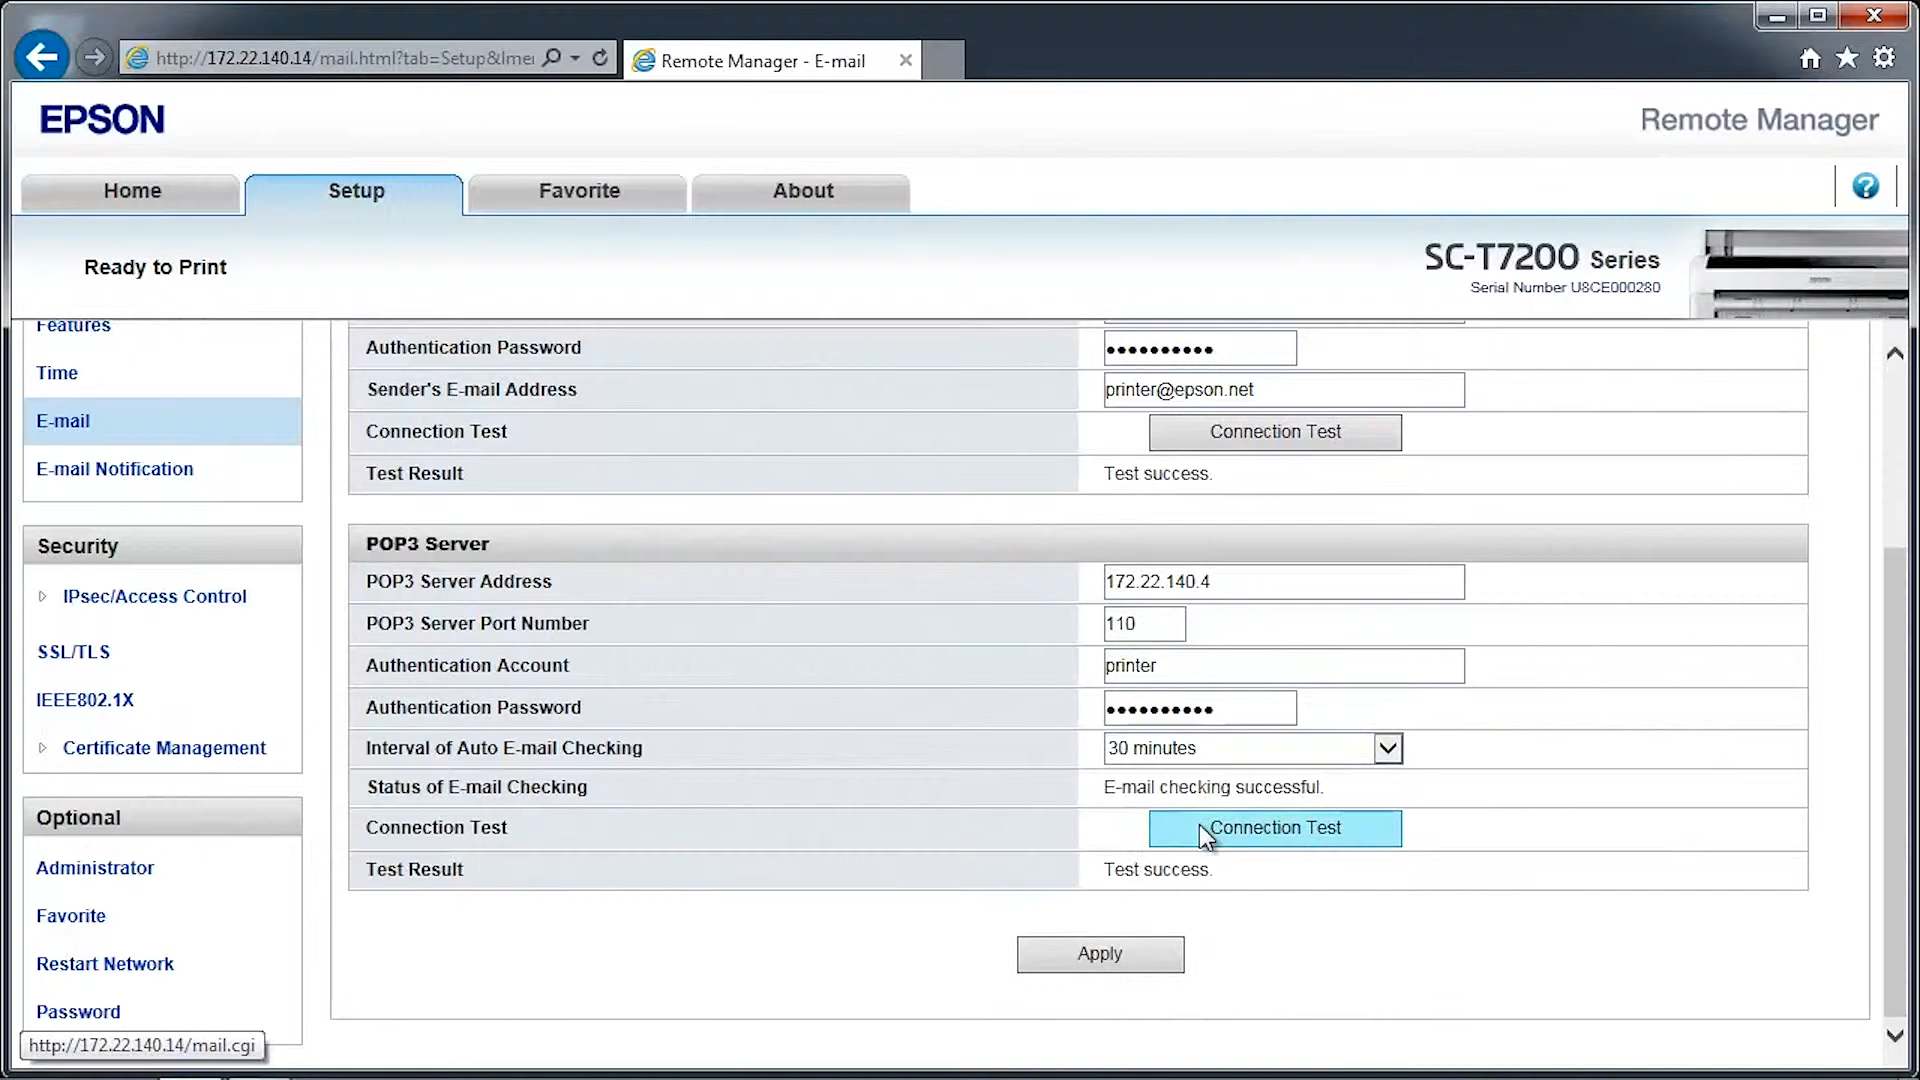 http://172.22.140.14/mail.html?tab=Setup&Ime
Remote Manager - E-mail
EPSON
Remote Manager
Home
Setup
Favorite
About
?
Ready to Print
SC-T7200 Series
Serial Number U8CE000280
Features
Time
E-mail
E-mail Notification
Security
IPsec/Access Control
SSL/TLS
IEEE802.1X
Certificate Management
Optional
Administrator
Favorite
Restart Network
Password
Authentication Password ••••••••••
Sender's E-mail Address printer@epson.net
Connection Test Connection Test
Test Result Test success.
POP3 Server
POP3 Server Address 172.22.140.4
POP3 Server Port Number 110
Authentication Account printer
Authentication Password ••••••••••
Interval of Auto E-mail Checking 30 minutes
Status of E-mail Checking E-mail checking successful.
Connection Test Connection Test
Test Result Test success.
Apply
http://172.22.140.14/mail.cgi